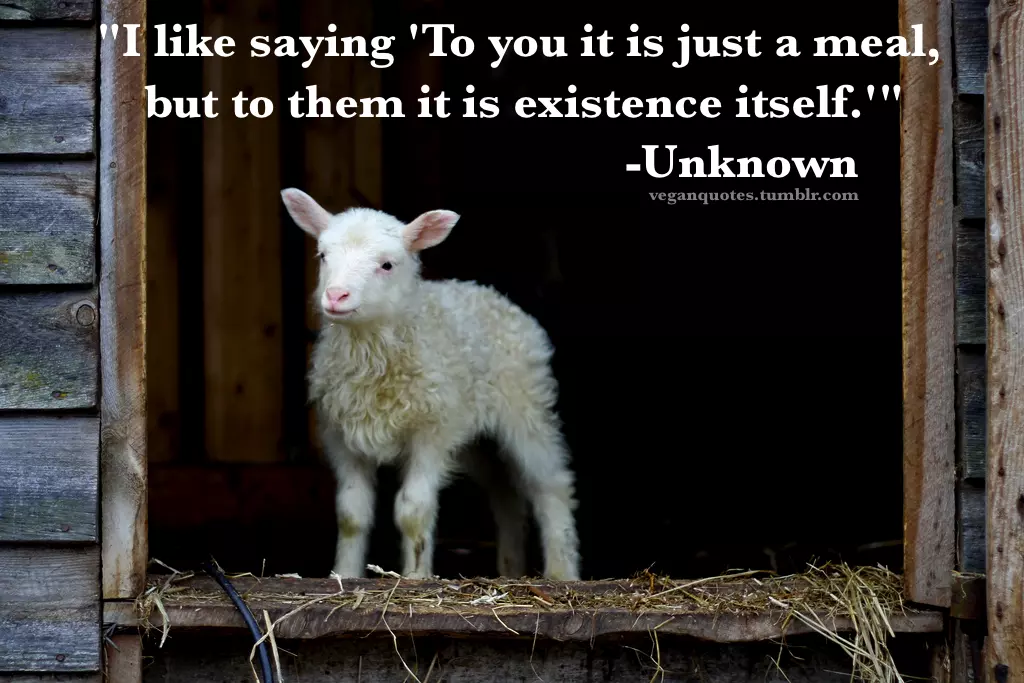 "I like saying 'To you it is just a meal,
but to them it is existence itself.'"
-Unknown
veganquotes.tumblr.com